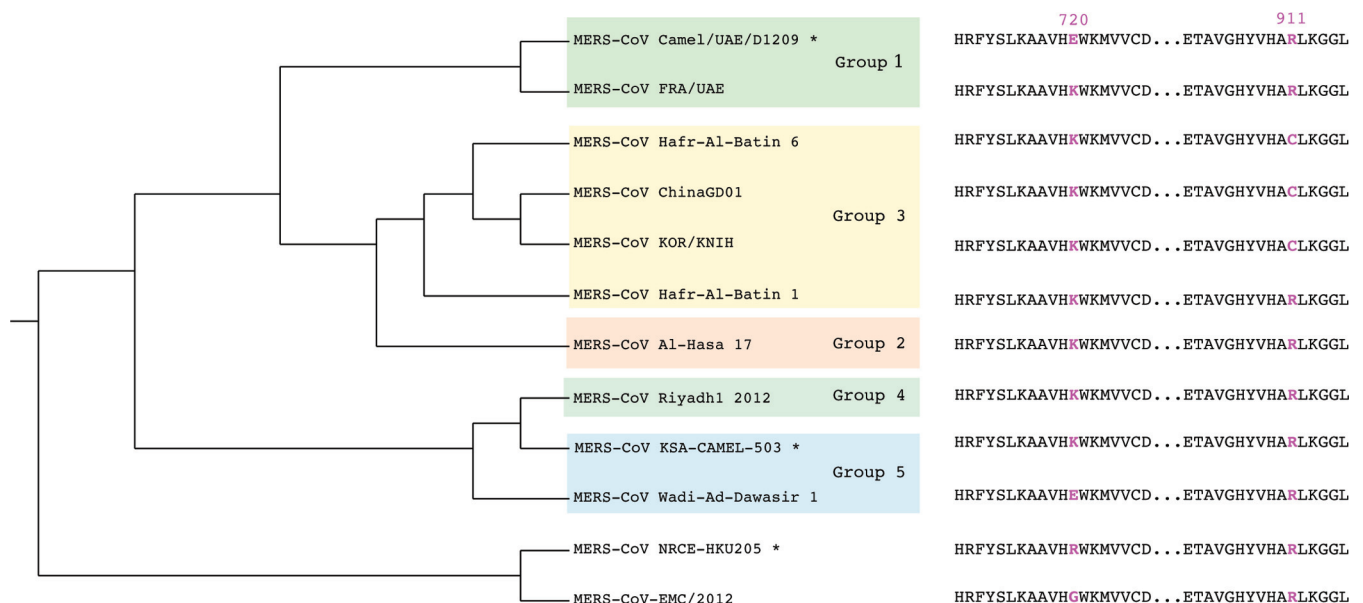 720 911
MERS-CoV Camel/UAE/D1209 * HRFYSLKAAVHEWKMVVCD...ETAVGHYVHARLKGGL
Group 1
MERS-CoV FRA/UAE HRFYSLKAAVHKWKMVVCD...ETAVGHYVHARLKGGL
MERS-CoV Hafr-Al-Batin 6 HRFYSLKAAVHKWKMVVCD...ETAVGHYVHACLKGGL
MERS-CoV ChinaGD01 HRFYSLKAAVHKWKMVVCD...ETAVGHYVHACLKGGL
Group 3
MERS-CoV KOR/KNIH HRFYSLKAAVHKWKMVVCD...ETAVGHYVHACLKGGL
MERS-CoV Hafr-Al-Batin 1 HRFYSLKAAVHKWKMVVCD...ETAVGHYVHARLKGGL
MERS-CoV Al-Hasa 17 Group 2 HRFYSLKAAVHKWKMVVCD...ETAVGHYVHARLKGGL
MERS-CoV Riyadh1 2012 Group 4 HRFYSLKAAVHKWKMVVCD...ETAVGHYVHARLKGGL
MERS-CoV KSA-CAMEL-503 * HRFYSLKAAVHKWKMVVCD...ETAVGHYVHARLKGGL
Group 5
MERS-CoV Wadi-Ad-Dawasir 1 HRFYSLKAAVHEWKMVVCD...ETAVGHYVHARLKGGL
MERS-CoV NRCE-HKU205 * HRFYSLKAAVHRWKMVVCD...ETAVGHYVHARLKGGL
MERS-CoV-EMC/2012 HRFYSLKAAVHGWKMVVCD...ETAVGHYVHARLKGGL